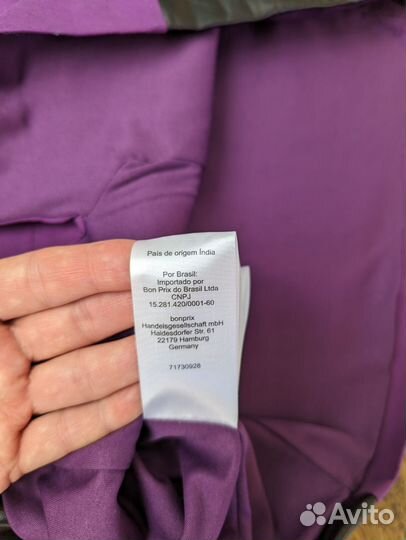 País de origem Índia
Por Brasil:
Importado por
Bon Prix do Brasil Ltda
CNPJ
15.281.420/0001-60
bonprix
Handelsgesellschaft mbH
Haldesdorfer Str. 61
22179 Hamburg
Germany
71730928
Avito